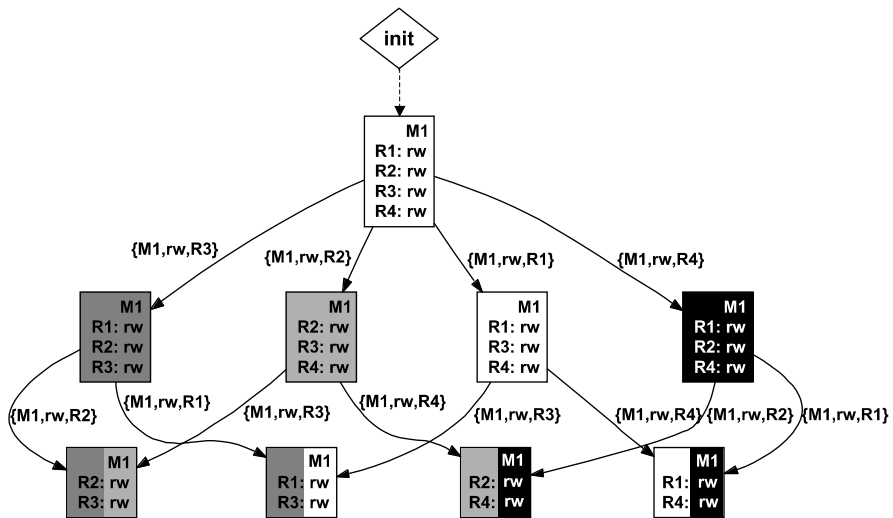 init
M1
R1: rw
R2: rw
R3: rw
R4: rw
{M1,rw,R3}
{M1,rw,R2}
{M1,rw,R1}
{M1,rw,R4}
M1
R1: rw
R2: rw
R3: rw
M1
R2: rw
R3: rw
R4: rw
M1
R1: rw
R3: rw
R4: rw
M1
R1: rw
R2: rw
R4: rw
{M1,rw,R2}
{M1,rw,R1}
{M1,rw,R3}
{M1,rw,R4}
{M1,rw,R3}
{M1,rw,R4}
{M1,rw,R2}
{M1,rw,R1}
M1
R2: rw
R3: rw
M1
R1: rw
R3: rw
M1
R2: rw
R4: rw
M1
R1: rw
R4: rw